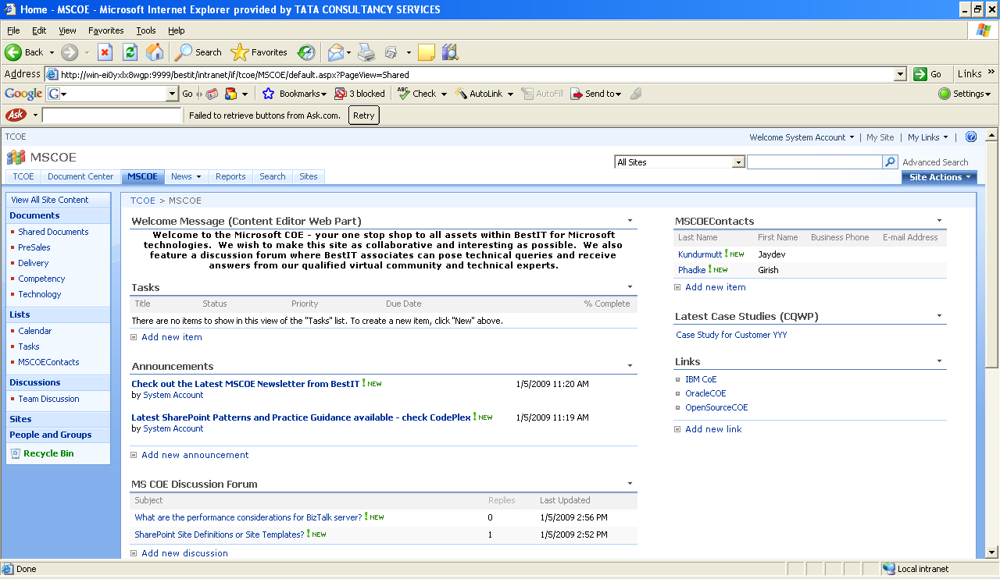 Home - MSCOE - Microsoft Internet Explorer provided by TATA CONSULTANCY SERVICES
File Edit View Favorites Tools Help
Back Search Favorites
Address http://win-ei0yxlx8wgp:9999/bestit/intranet/if/tcoe/MSCOE/default.aspx?PageView=Shared Go Links »
Google G Go Bookmarks 3 blocked ABC Check AutoLink AutoFill Send to Settings
Ask Failed to retrieve buttons from Ask.com. Retry
TCOE Welcome System Account | My Site | My Links |
MSCOE
All Sites Advanced Search
TCOE Document Center MSCOE News Reports Search Sites Site Actions
View All Site Content
Documents
Shared Documents
PreSales
Delivery
Competency
Technology
Lists
Calendar
Tasks
MSCOEContacts
Discussions
Team Discussion
Sites
People and Groups
Recycle Bin
TCOE > MSCOE
Welcome Message (Content Editor Web Part)
Welcome to the Microsoft COE - your one stop shop to all assets within BestIT for Microsoft
technologies. We wish to make this site as collaborative and interesting as possible. We also
feature a discussion forum where BestIT associates can pose technical queries and receive
answers from our qualified virtual community and technical experts.
Tasks
Title Status Priority Due Date % Complete
There are no items to show in this view of the "Tasks" list. To create a new item, click "New" above.
Add new item
Announcements
Check out the Latest MSCOE Newsletter from BestIT ! NEW 1/5/2009 11:20 AM
by System Account
Latest SharePoint Patterns and Practice Guidance available - check CodePlex ! NEW 1/5/2009 11:19 AM
by System Account
Add new announcement
MS COE Discussion Forum
Subject Replies Last Updated
What are the performance considerations for BizTalk server? ! NEW 0 1/5/2009 2:56 PM
SharePoint Site Definitions or Site Templates? ! NEW 1 1/5/2009 2:52 PM
Add new discussion
MSCOEContacts
Last Name First Name Business Phone E-mail Address
Kundurmutt ! NEW Jaydev
Phadke ! NEW Girish
Add new item
Latest Case Studies (CQWP)
Case Study for Customer YYY
Links
IBM CoE
OracleCOE
OpenSourceCOE
Add new link
Done Local intranet